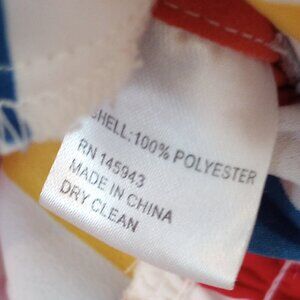 SHELL:100% POLYESTER
RN 145943
MADE IN CHINA
DRY CLEAN